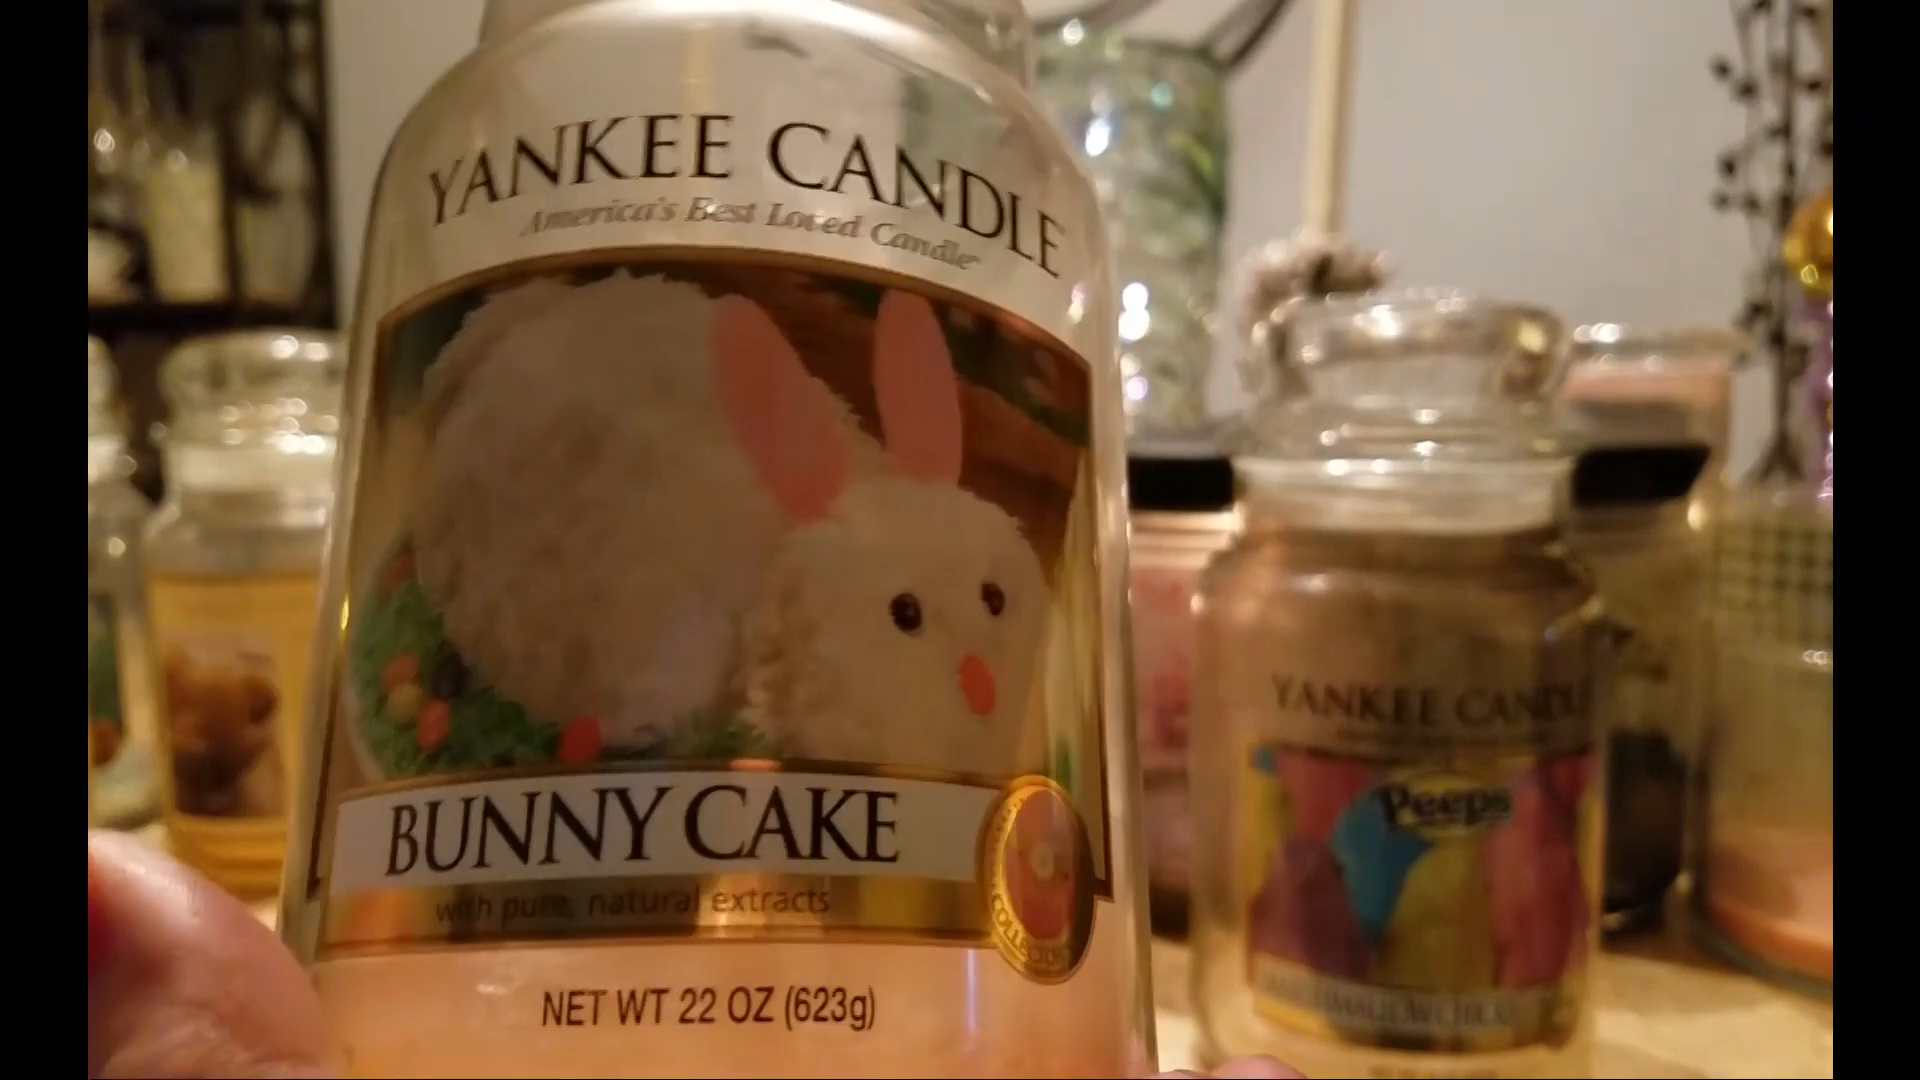 YANKEE CANDLE
America's Best Loved Candle
BUNNY CAKE
with pure, natural extracts
NET WT 22 OZ (623g)
YANKEE CANDLE
Peeps